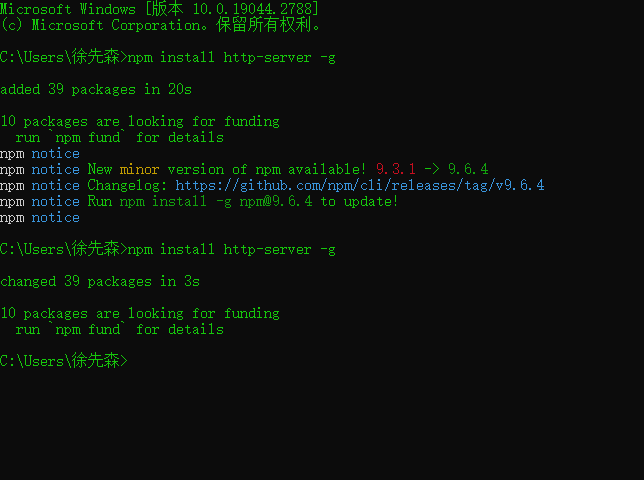 Microsoft Windows [版本 10.0.19044.2788]
(c) Microsoft Corporation。保留所有权利。
C:\Users\徐先森>npm install http-server -g
added 39 packages in 20s
10 packages are looking for funding
run `npm fund` for details
npm notice
npm notice New minor version of npm available! 9.3.1 -> 9.6.4
npm notice Changelog: https://github.com/npm/cli/releases/tag/v9.6.4
npm notice Run npm install -g npm@9.6.4 to update!
npm notice
C:\Users\徐先森>npm install http-server -g
changed 39 packages in 3s
10 packages are looking for funding
run `npm fund` for details
C:\Users\徐先森>